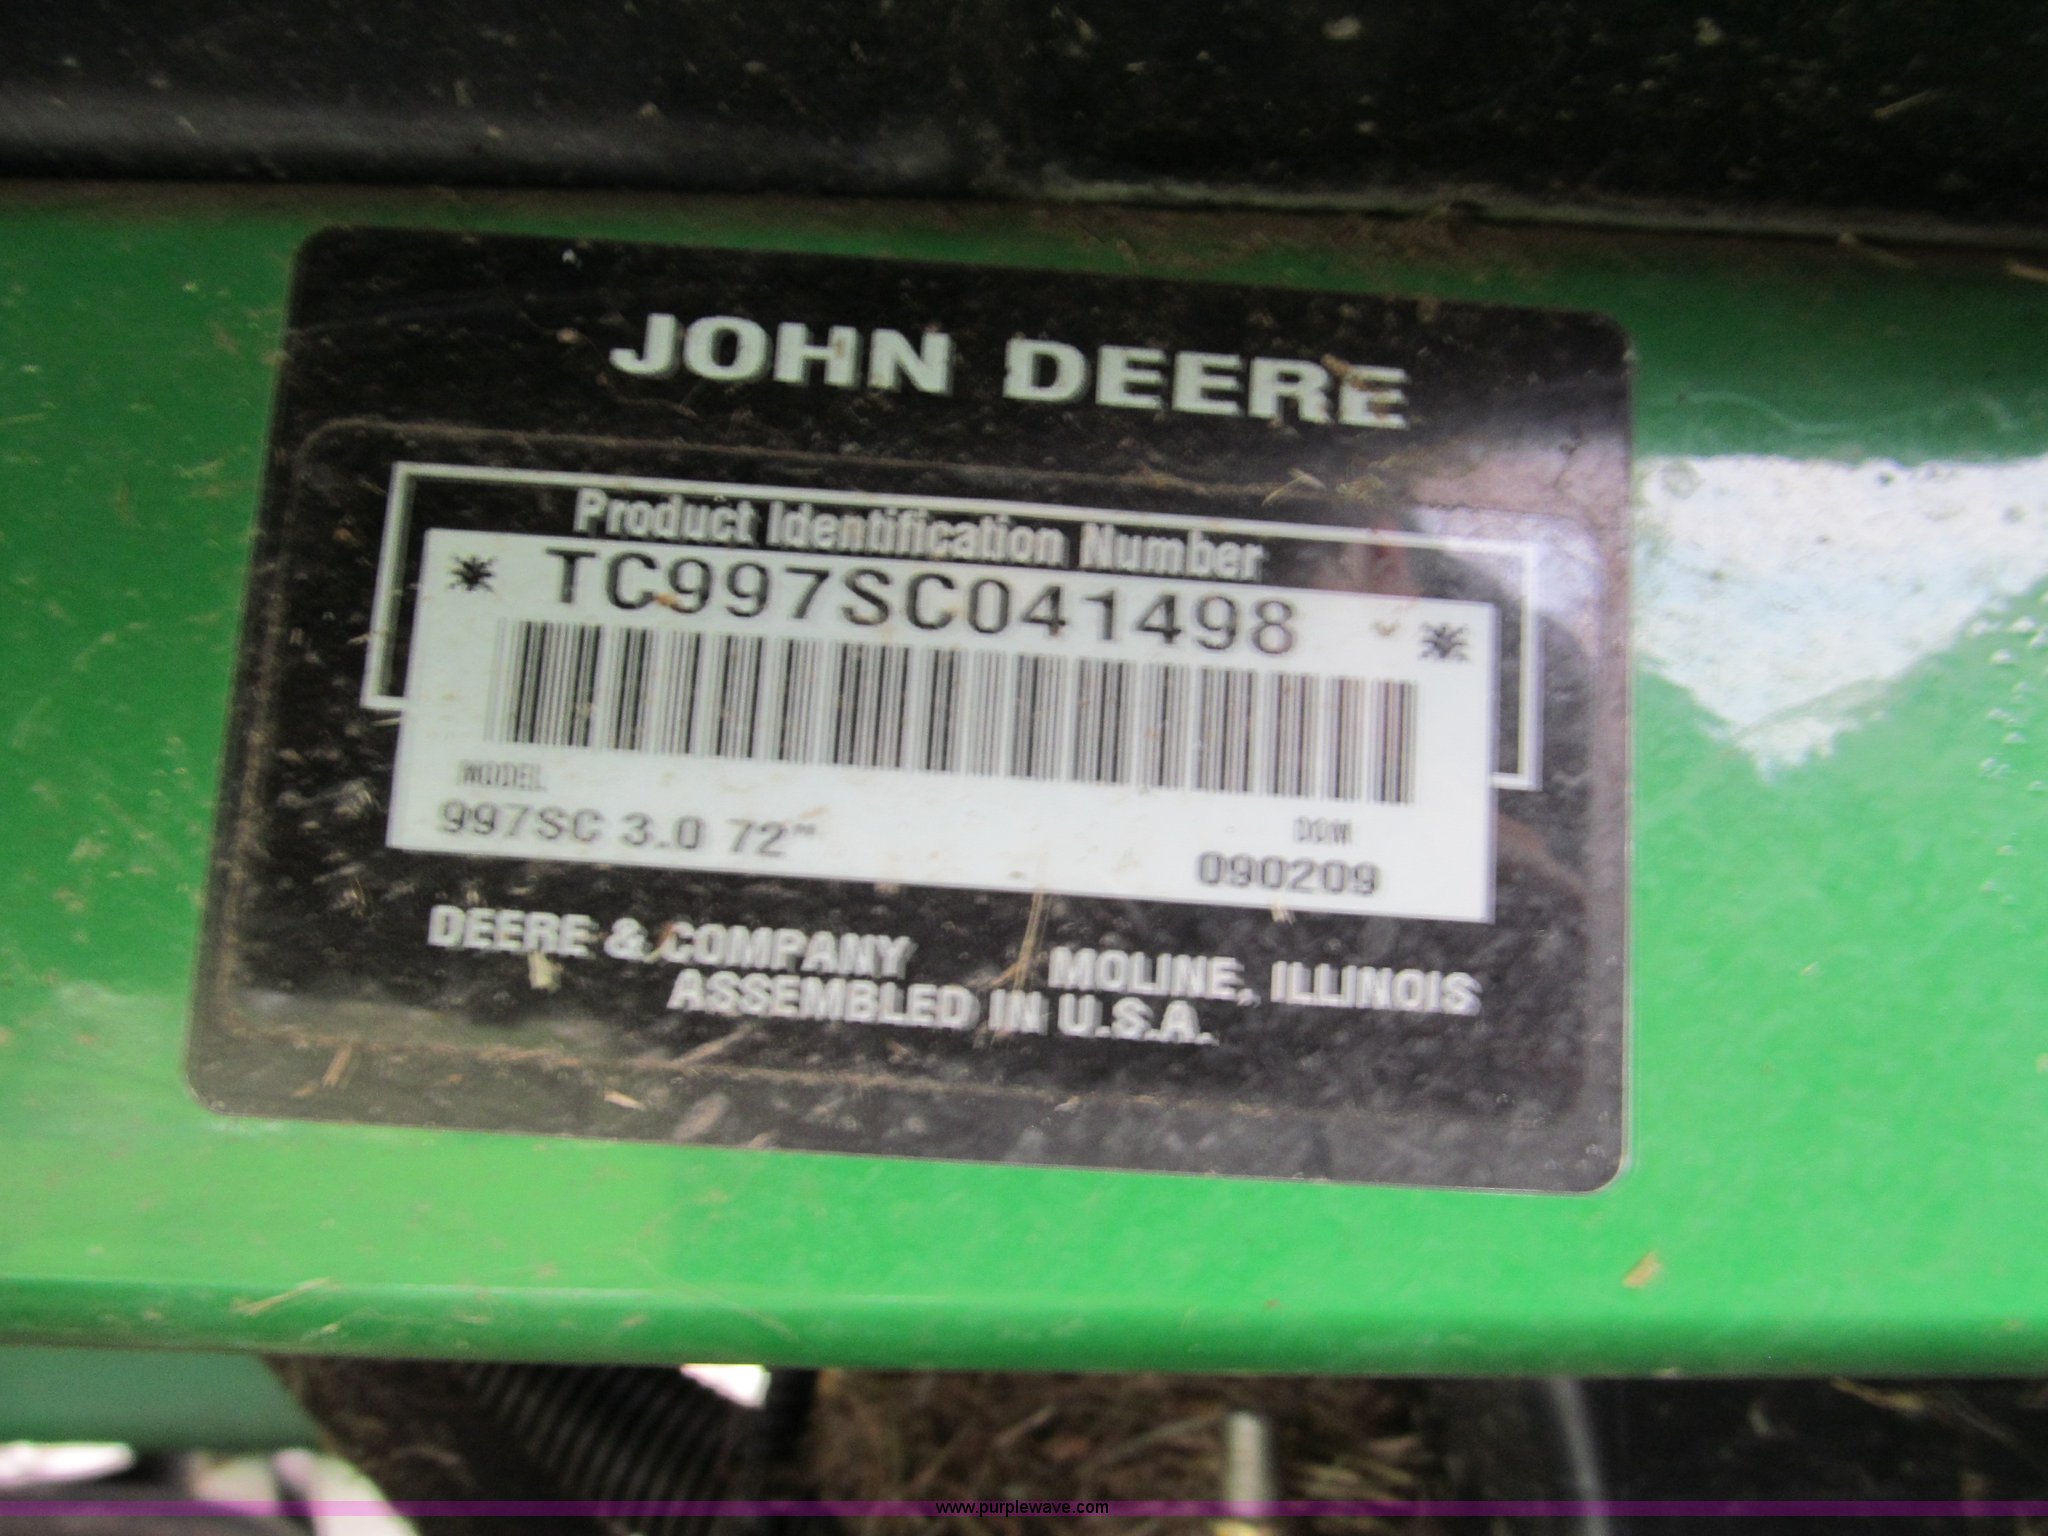 JOHN DEERE
Product Identification Number
* TC997SC041498 *
MODEL
997SC 3.0 72"
DOM
090209
DEERE & COMPANY MOLINE, ILLINOIS
ASSEMBLED IN U.S.A.
www.purplewave.com